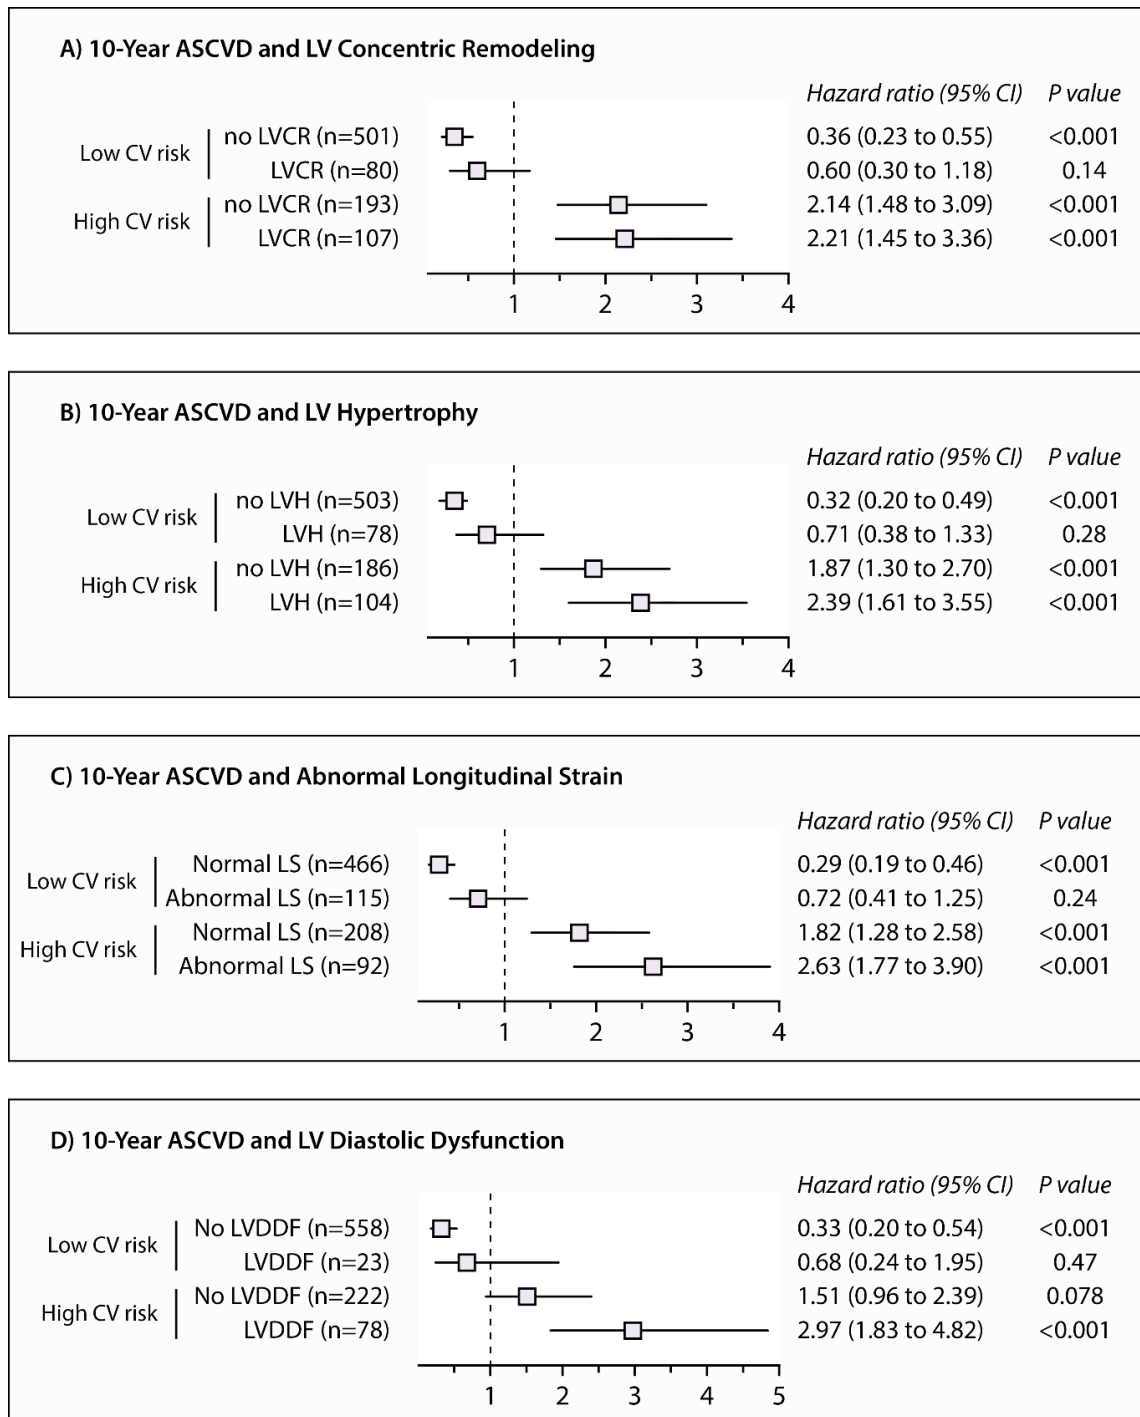 A) 10-Year ASCVD and LV Concentric Remodeling
Hazard ratio (95% CI) P value
Low CV risk
no LVCR (n=501) 0.36 (0.23 to 0.55) <0.001
LVCR (n=80) 0.60 (0.30 to 1.18) 0.14
High CV risk
no LVCR (n=193) 2.14 (1.48 to 3.09) <0.001
LVCR (n=107) 2.21 (1.45 to 3.36) <0.001
1 2 3 4
B) 10-Year ASCVD and LV Hypertrophy
Hazard ratio (95% CI) P value
Low CV risk
no LVH (n=503) 0.32 (0.20 to 0.49) <0.001
LVH (n=78) 0.71 (0.38 to 1.33) 0.28
High CV risk
no LVH (n=186) 1.87 (1.30 to 2.70) <0.001
LVH (n=104) 2.39 (1.61 to 3.55) <0.001
1 2 3 4
C) 10-Year ASCVD and Abnormal Longitudinal Strain
Hazard ratio (95% CI) P value
Low CV risk
Normal LS (n=466) 0.29 (0.19 to 0.46) <0.001
Abnormal LS (n=115) 0.72 (0.41 to 1.25) 0.24
High CV risk
Normal LS (n=208) 1.82 (1.28 to 2.58) <0.001
Abnormal LS (n=92) 2.63 (1.77 to 3.90) <0.001
1 2 3 4
D) 10-Year ASCVD and LV Diastolic Dysfunction
Hazard ratio (95% CI) P value
Low CV risk
No LVDDF (n=558) 0.33 (0.20 to 0.54) <0.001
LVDDF (n=23) 0.68 (0.24 to 1.95) 0.47
High CV risk
No LVDDF (n=222) 1.51 (0.96 to 2.39) 0.078
LVDDF (n=78) 2.97 (1.83 to 4.82) <0.001
1 2 3 4 5